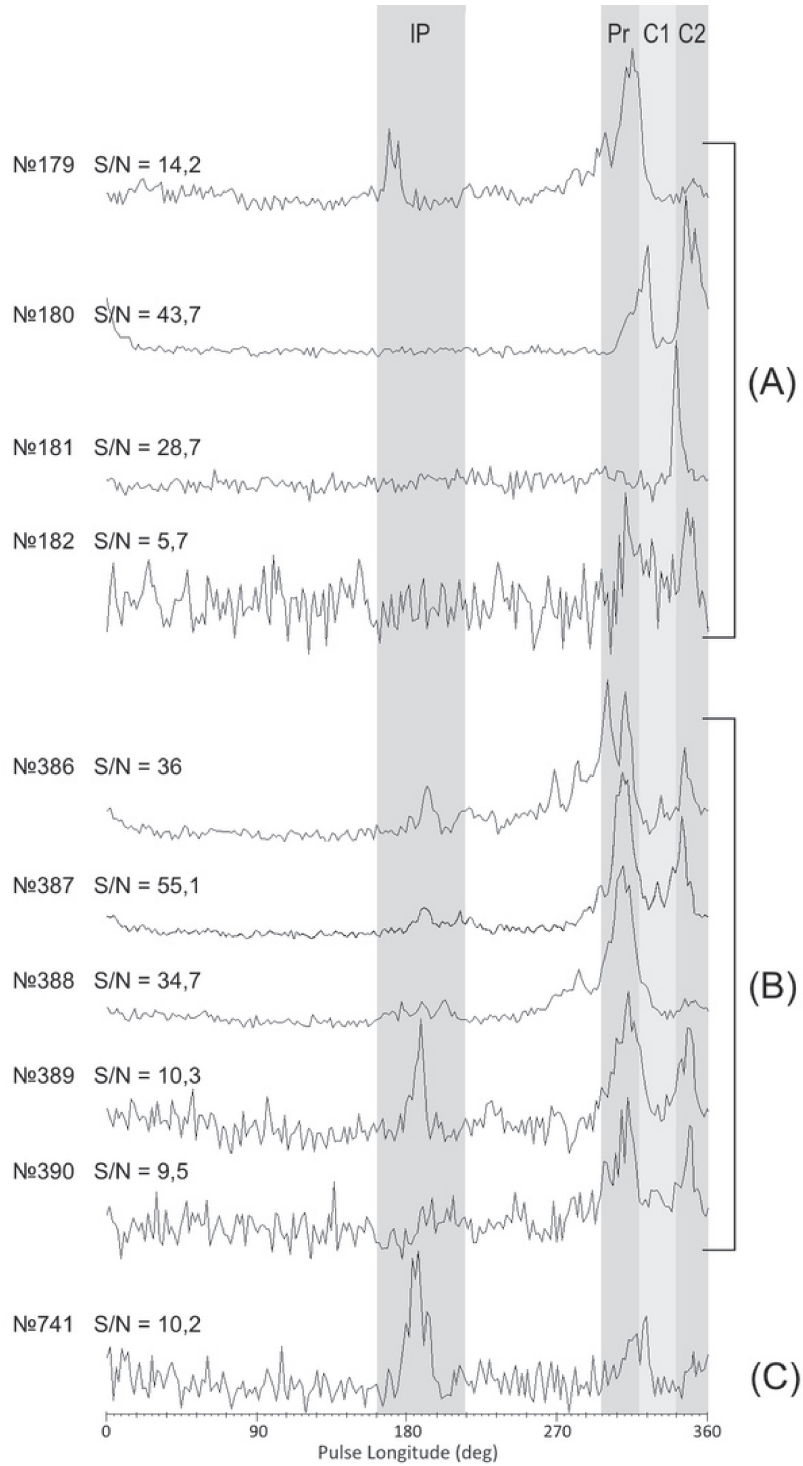 IP Pr C1 C2
№179 S/N = 14,2
№180 S/N = 43,7
(A)
№181 S/N = 28,7
№182 S/N = 5,7
№386 S/N = 36
№387 S/N = 55,1
№388 S/N = 34,7
(B)
№389 S/N = 10,3
№390 S/N = 9,5
№741 S/N = 10,2
(C)
0 90 180 270 360
Pulse Longitude (deg)